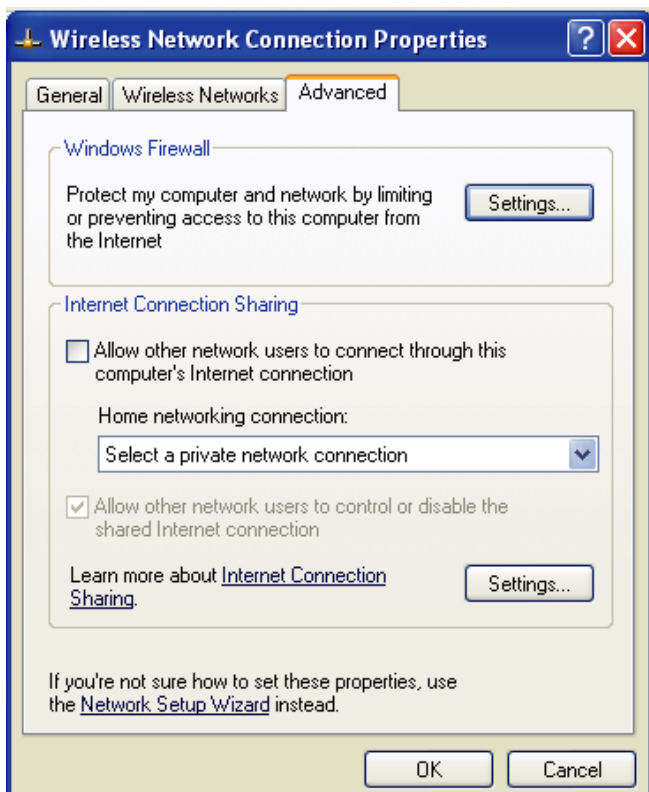 Wireless Network Connection Properties
General Wireless Networks Advanced
Windows Firewall
Protect my computer and network by limiting
or preventing access to this computer from
the Internet
Settings...
Internet Connection Sharing
Allow other network users to connect through this
computer's Internet connection
Home networking connection:
Select a private network connection
Allow other network users to control or disable the
shared Internet connection
Learn more about Internet Connection
Sharing.
Settings...
If you're not sure how to set these properties, use
the Network Setup Wizard instead.
OK Cancel